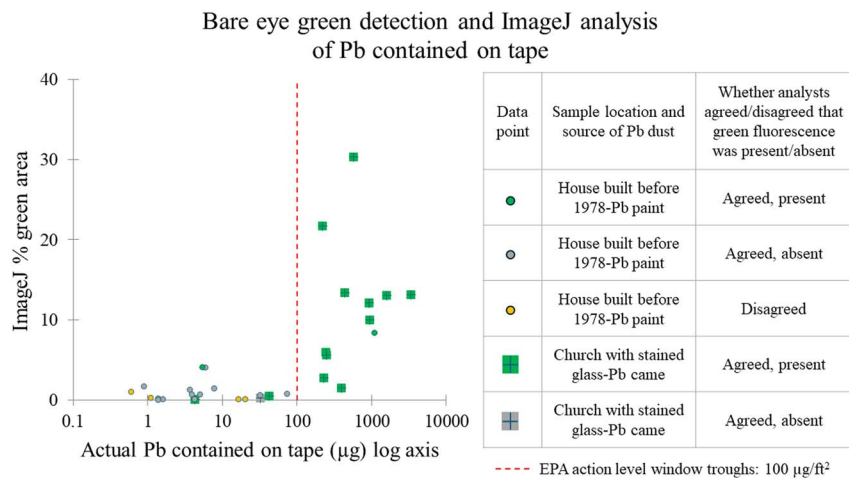 Bare eye green detection and ImageJ analysis
of Pb contained on tape
ImageJ % green area
40
30
20
10
0
0.1 1 10 100 1000 10000
Actual Pb contained on tape (µg) log axis
Data
point
Sample location and
source of Pb dust
Whether analysts
agreed/disagreed that
green fluorescence
was present/absent
House built before
1978-Pb paint
Agreed, present
House built before
1978-Pb paint
Agreed, absent
House built before
1978-Pb paint
Disagreed
Church with stained
glass-Pb came
Agreed, present
Church with stained
glass-Pb came
Agreed, absent
EPA action level window troughs: 100 µg/ft²